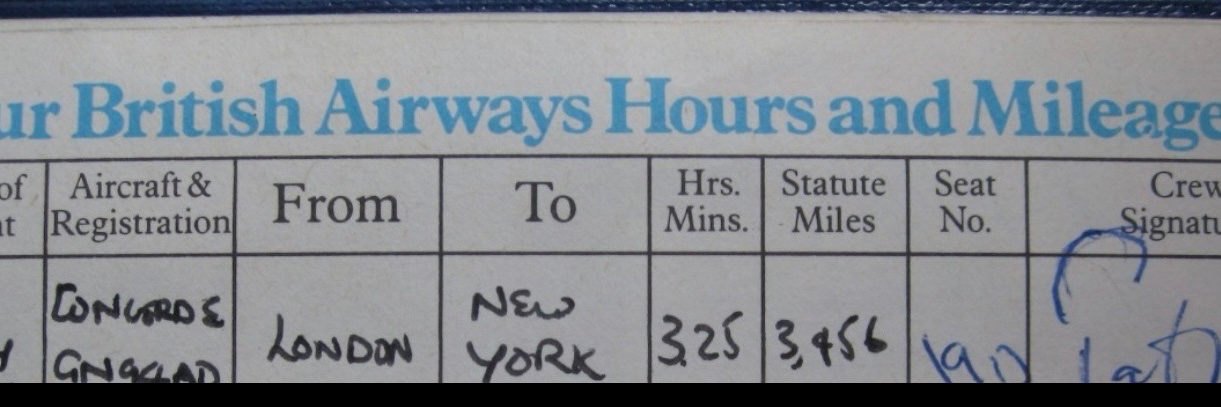 ur British Airways Hours and Mileage
of Aircraft & From To Hrs. Statute Seat Crew
nt Registration Mins. Miles No. Signatu
CONCORDE LONDON NEW 3.25 3,456
YORK